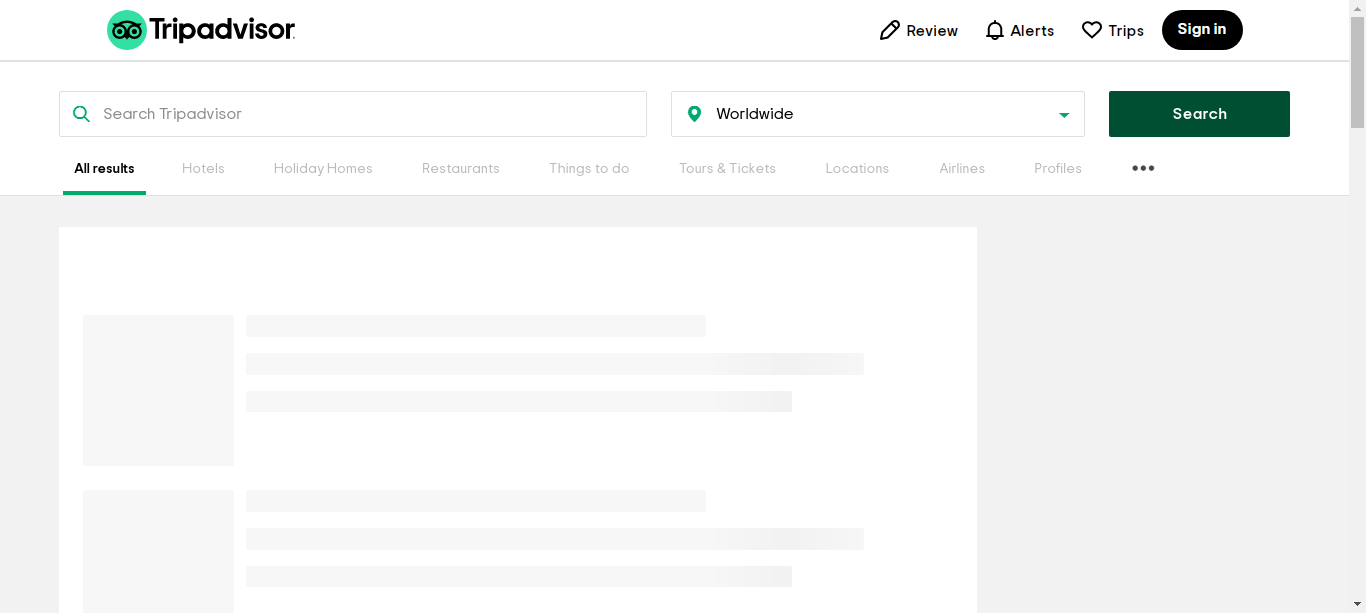 Tripadvisor
Review
Alerts
Trips
Sign in
Search Tripadvisor
Worldwide
Search
All results
Hotels
Holiday Homes
Restaurants
Things to do
Tours & Tickets
Locations
Airlines
Profiles